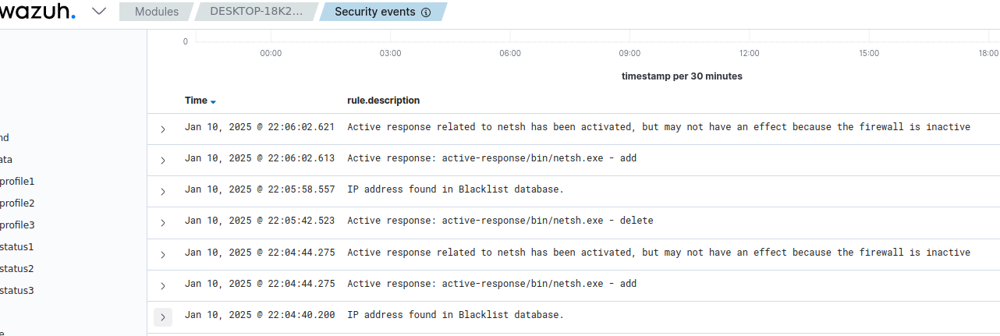 wazuh.
Modules
DESKTOP-18K2...
Security events
0
00:00 03:00 06:00 09:00 12:00 15:00 18:00
timestamp per 30 minutes
Time rule.description
Jan 10, 2025 @ 22:06:02.621 Active response related to netsh has been activated, but may not have an effect because the firewall is inactive
nd
Jan 10, 2025 @ 22:06:02.613 Active response: active-response/bin/netsh.exe - add
ata
profile1
Jan 10, 2025 @ 22:05:58.557 IP address found in Blacklist database.
profile2
Jan 10, 2025 @ 22:05:42.523 Active response: active-response/bin/netsh.exe - delete
profile3
status1
Jan 10, 2025 @ 22:04:44.275 Active response related to netsh has been activated, but may not have an effect because the firewall is inactive
status2
Jan 10, 2025 @ 22:04:44.275 Active response: active-response/bin/netsh.exe - add
status3
Jan 10, 2025 @ 22:04:40.200 IP address found in Blacklist database.
e